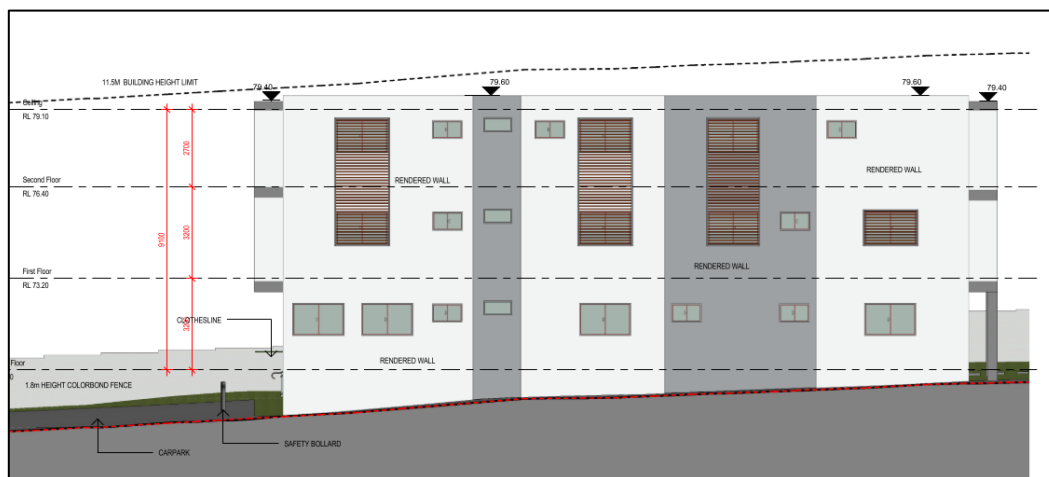 11.5M BUILDING HEIGHT LIMIT
79.40
79.60
79.60
79.40
Ceiling
RL 79.10
2700
RENDERED WALL
RENDERED WALL
Second Floor
RL 76.40
9100
3200
RENDERED WALL
First Floor
RL 73.20
CLOTHESLINE
RENDERED WALL
Floor
0
1.8m HEIGHT COLORBOND FENCE
SAFETY BOLLARD
CARPARK